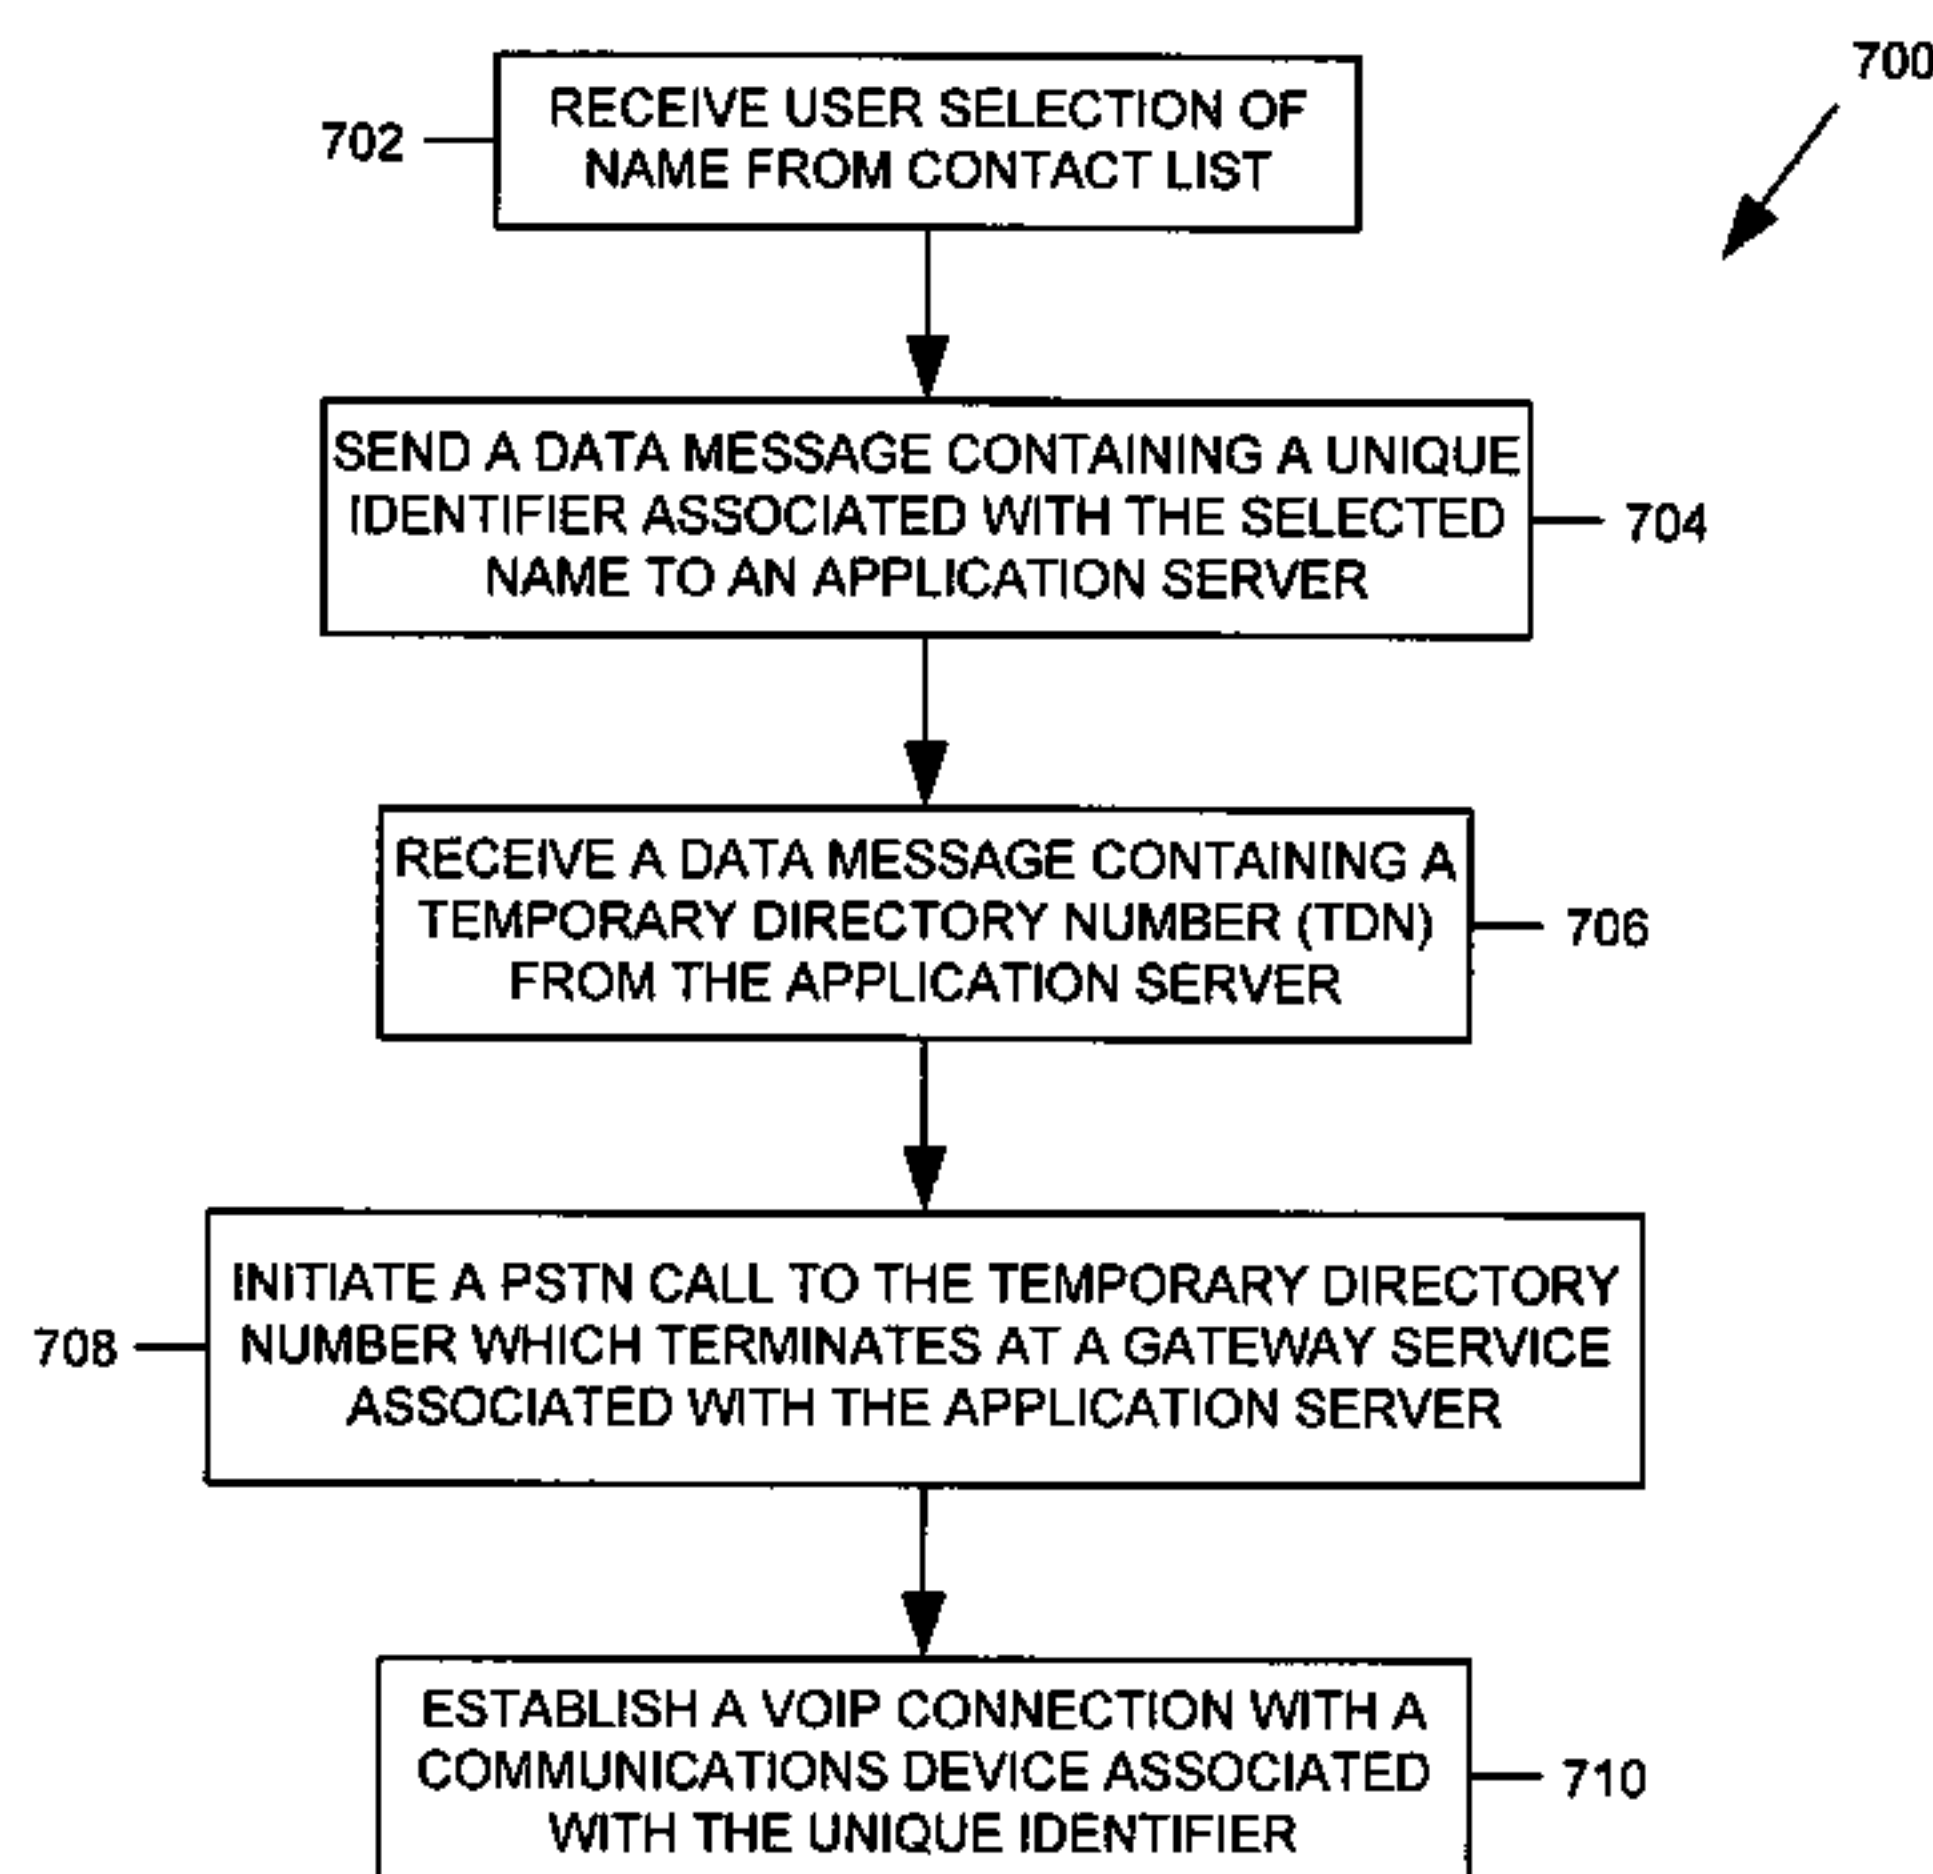 700
702
RECEIVE USER SELECTION OF
NAME FROM CONTACT LIST
SEND A DATA MESSAGE CONTAINING A UNIQUE
IDENTIFIER ASSOCIATED WITH THE SELECTED
NAME TO AN APPLICATION SERVER
704
RECEIVE A DATA MESSAGE CONTAINING A
TEMPORARY DIRECTORY NUMBER (TDN)
FROM THE APPLICATION SERVER
706
708
INITIATE A PSTN CALL TO THE TEMPORARY DIRECTORY
NUMBER WHICH TERMINATES AT A GATEWAY SERVICE
ASSOCIATED WITH THE APPLICATION SERVER
ESTABLISH A VOIP CONNECTION WITH A
COMMUNICATIONS DEVICE ASSOCIATED
WITH THE UNIQUE IDENTIFIER
710